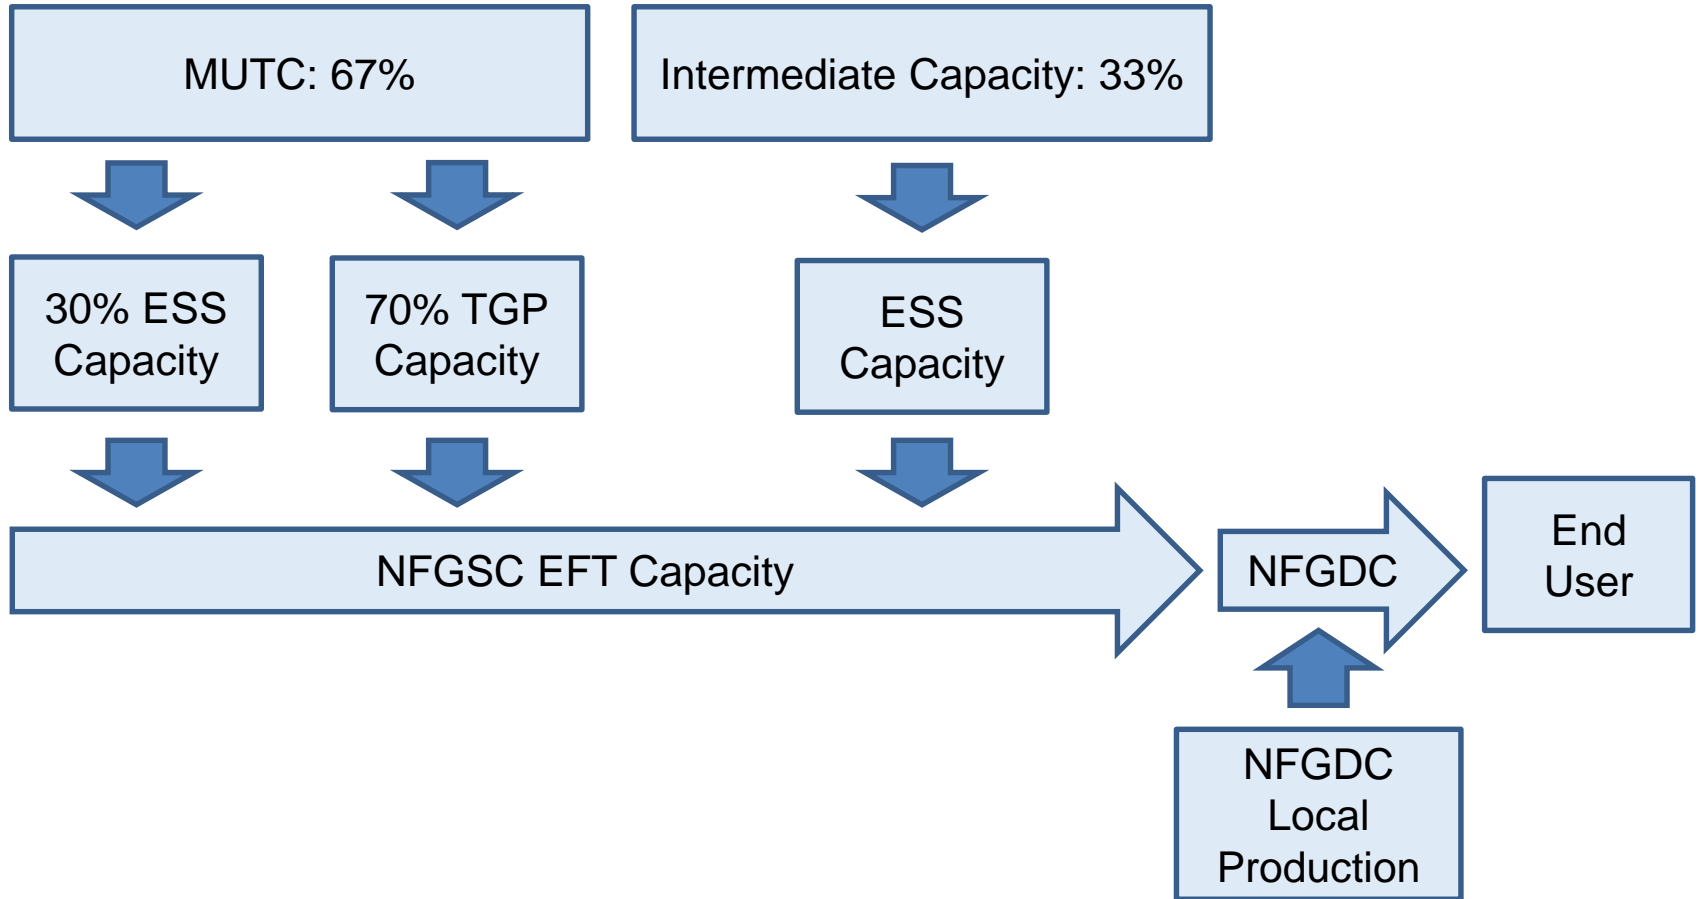 MUTC: 67%
Intermediate Capacity: 33%
30% ESS
Capacity
70% TGP
Capacity
ESS
Capacity
NFGSC EFT Capacity
NFGDC
End
User
NFGDC
Local
Production